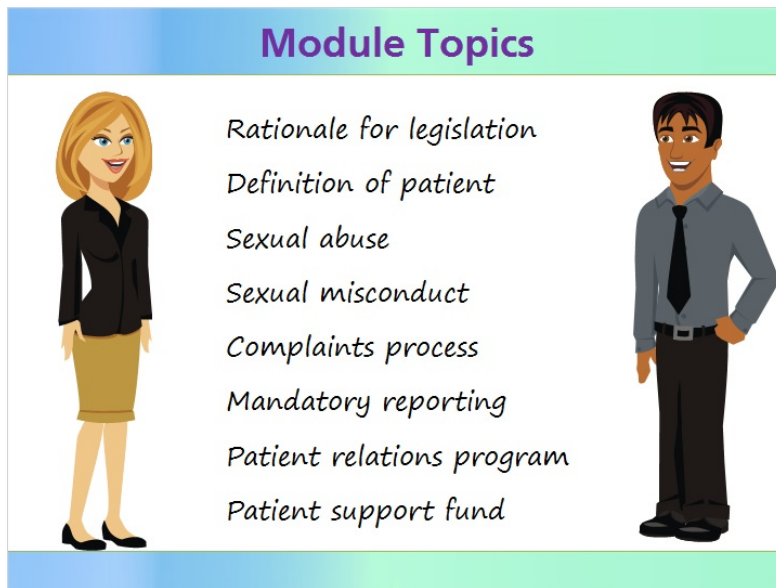 Module Topics
Rationale for legislation
Definition of patient
Sexual abuse
Sexual misconduct
Complaints process
Mandatory reporting
Patient relations program
Patient support fund